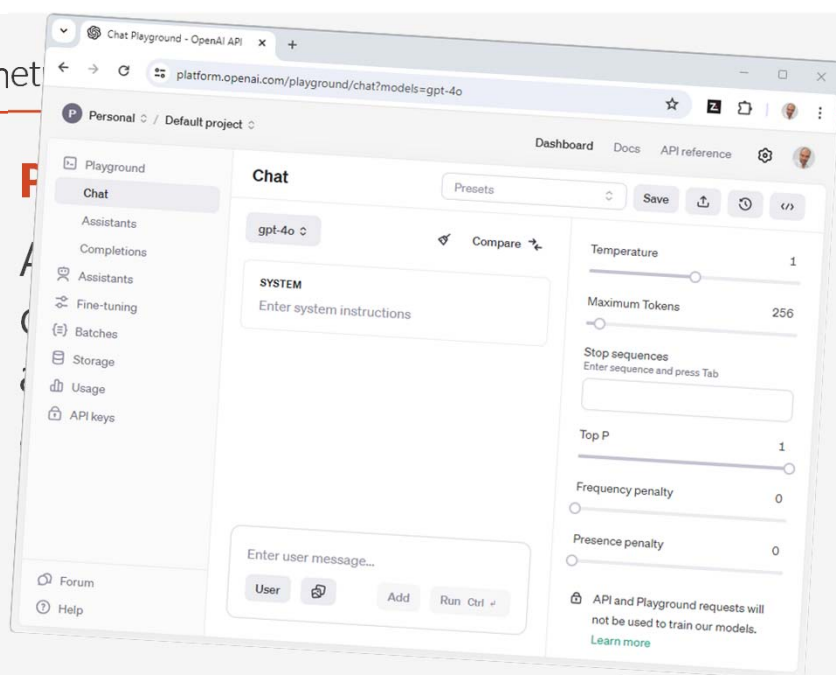 Chat Playground - OpenAI API
platform.openai.com/playground/chat?models=gpt-4o
P Personal / Default project
Dashboard Docs API reference
Playground
Chat
Assistants
Completions
Assistants
Fine-tuning
Batches
Storage
Usage
API keys
Forum
Help
Chat
Presets
Save
gpt-4o
Compare
SYSTEM
Enter system instructions
Enter user message...
User
Add
Run Ctrl ↵
Temperature 1
Maximum Tokens 256
Stop sequences
Enter sequence and press Tab
Top P 1
Frequency penalty 0
Presence penalty 0
API and Playground requests will
not be used to train our models.
Learn more